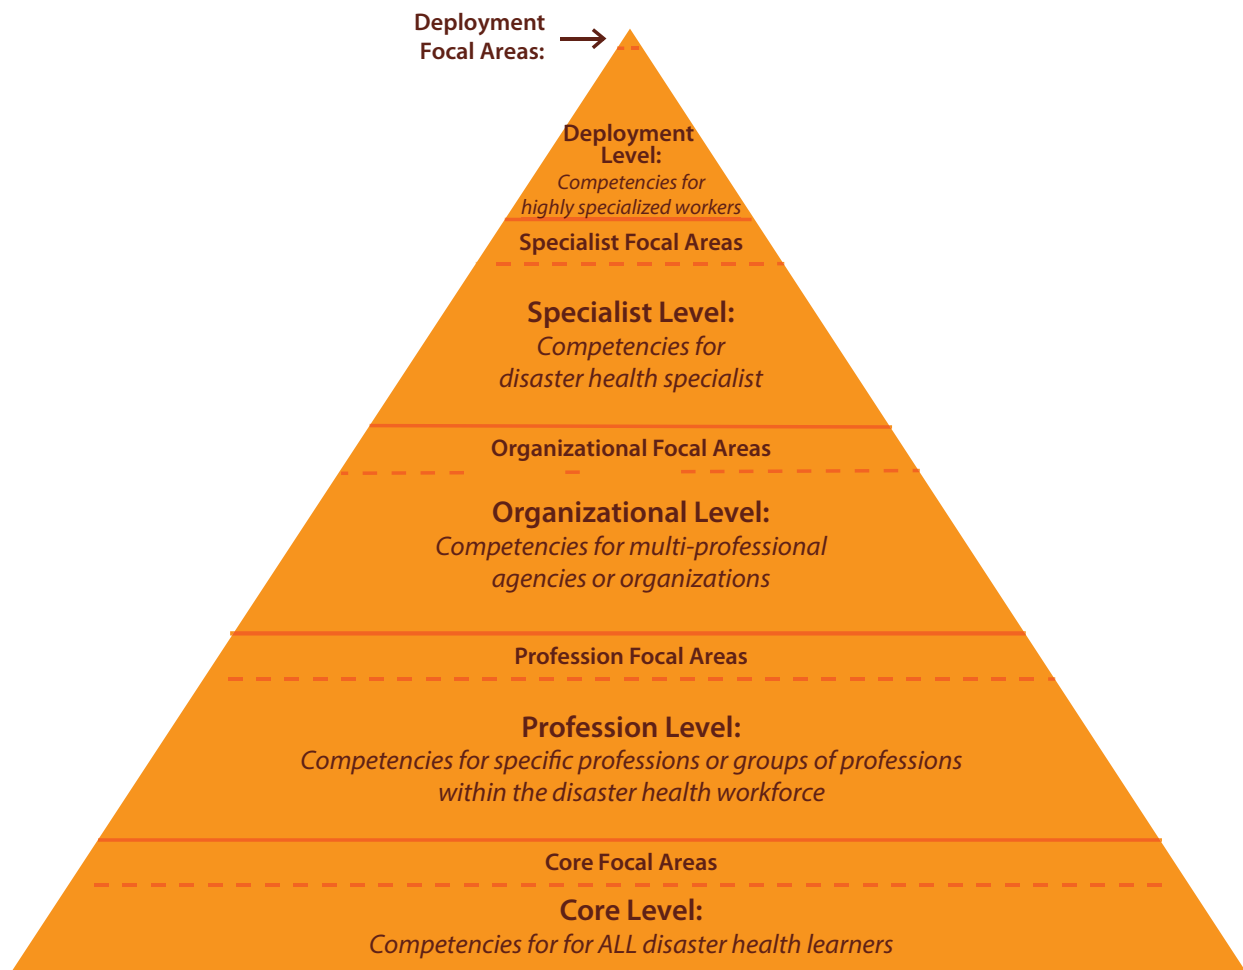 Deployment
Focal Areas:
Deployment
Level:
Competencies for
highly specialized workers
Specialist Focal Areas
Specialist Level:
Competencies for
disaster health specialist
Organizational Focal Areas
Organizational Level:
Competencies for multi-professional
agencies or organizations
Profession Focal Areas
Profession Level:
Competencies for specific professions or groups of professions
within the disaster health workforce
Core Focal Areas
Core Level:
Competencies for for ALL disaster health learners